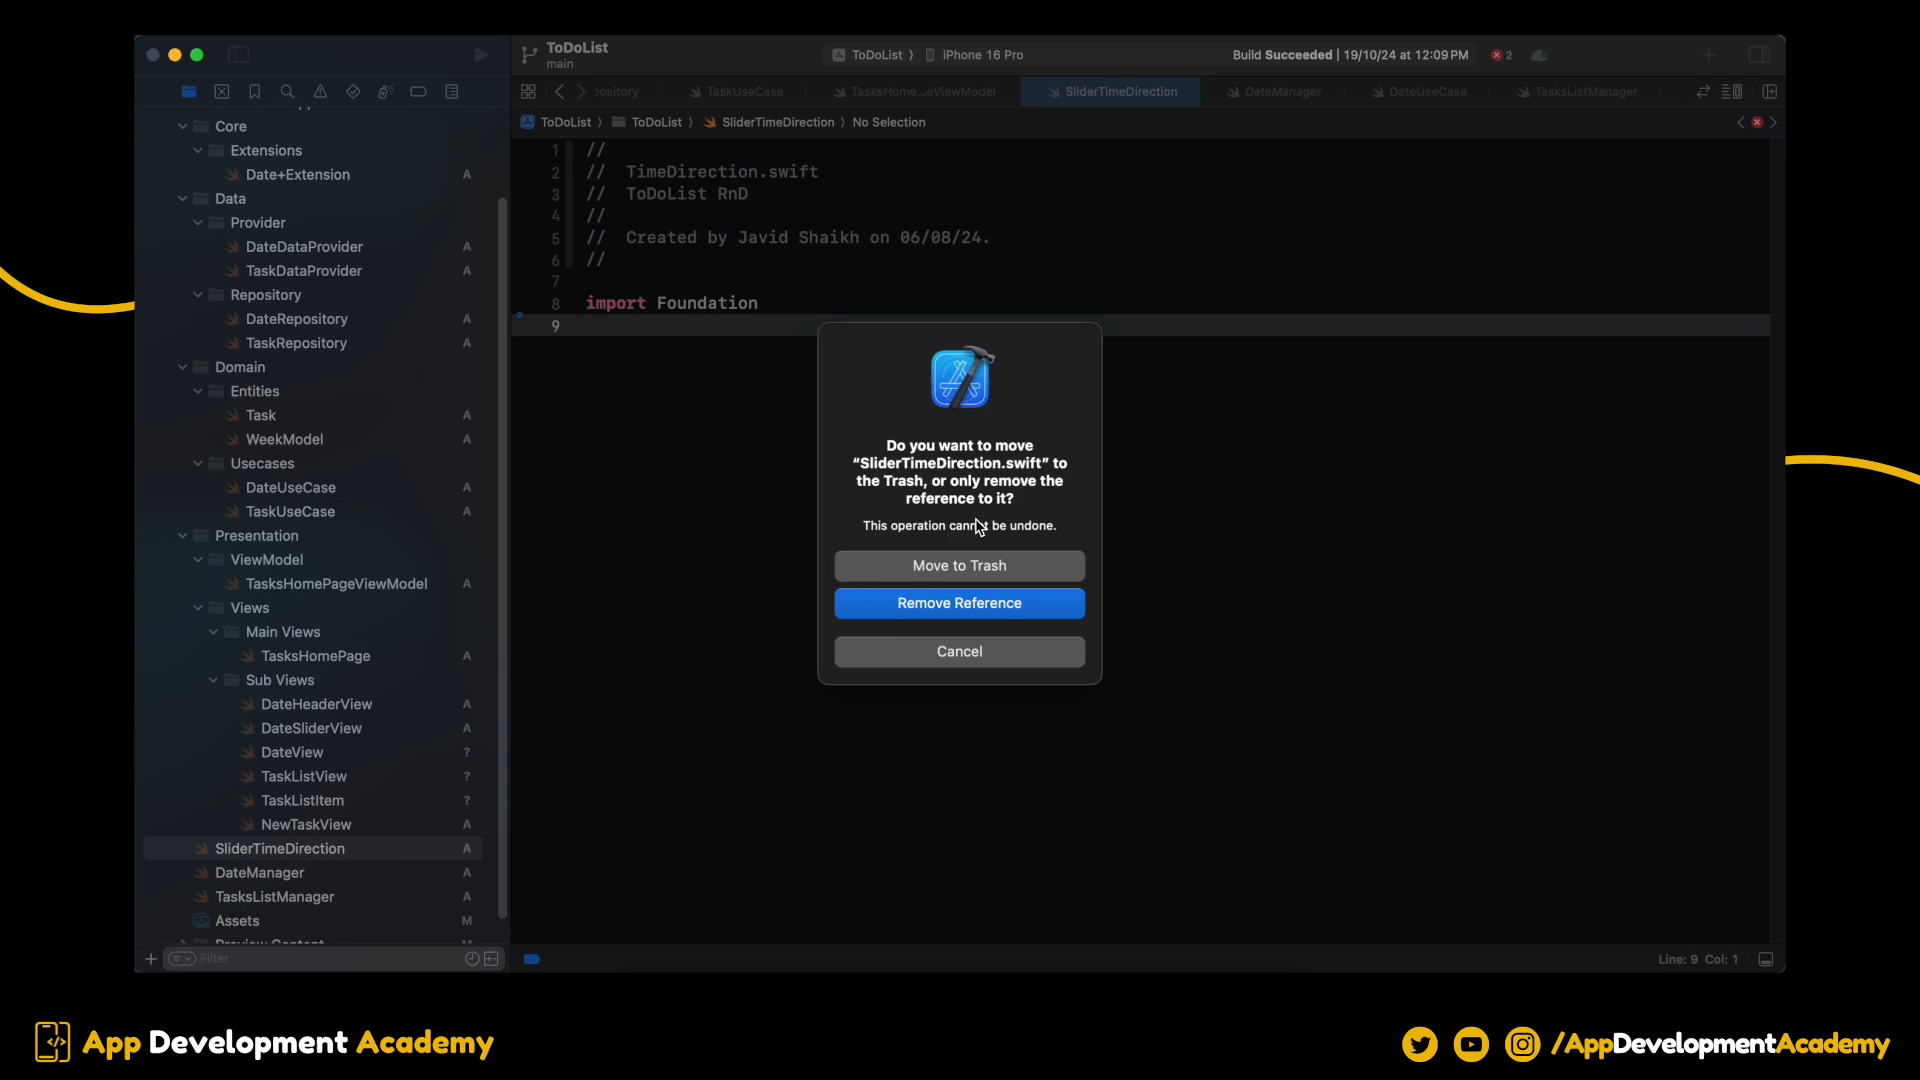 ToDoList
main
ToDoList
iPhone 16 Pro
Build Succeeded | 19/10/24 at 12:09 PM
2
ository
TaskUseCase
TasksHome...eViewModel
SliderTimeDirection
DateManager
DateUseCase
TasksListManager
ToDoList
ToDoList
SliderTimeDirection
No Selection
Core
Extensions
Date+Extension A
Data
Provider
DateDataProvider A
TaskDataProvider A
Repository
DateRepository A
TaskRepository A
Domain
Entities
Task A
WeekModel A
Usecases
DateUseCase A
TaskUseCase A
Presentation
ViewModel
TasksHomePageViewModel A
Views
Main Views
TasksHomePage A
Sub Views
DateHeaderView A
DateSliderView A
DateView ?
TaskListView ?
TaskListItem ?
NewTaskView A
SliderTimeDirection A
DateManager A
TasksListManager A
Assets M
Preview Content M
Filter
1 //
2 // TimeDirection.swift
3 // ToDoList RnD
4 //
5 // Created by Javid Shaikh on 06/08/24.
6 //
7
8 import Foundation
9
Do you want to move
“SliderTimeDirection.swift” to
the Trash, or only remove the
reference to it?
This operation cannot be undone.
Move to Trash
Remove Reference
Cancel
Line: 9 Col: 1
App Development Academy
/AppDevelopmentAcademy